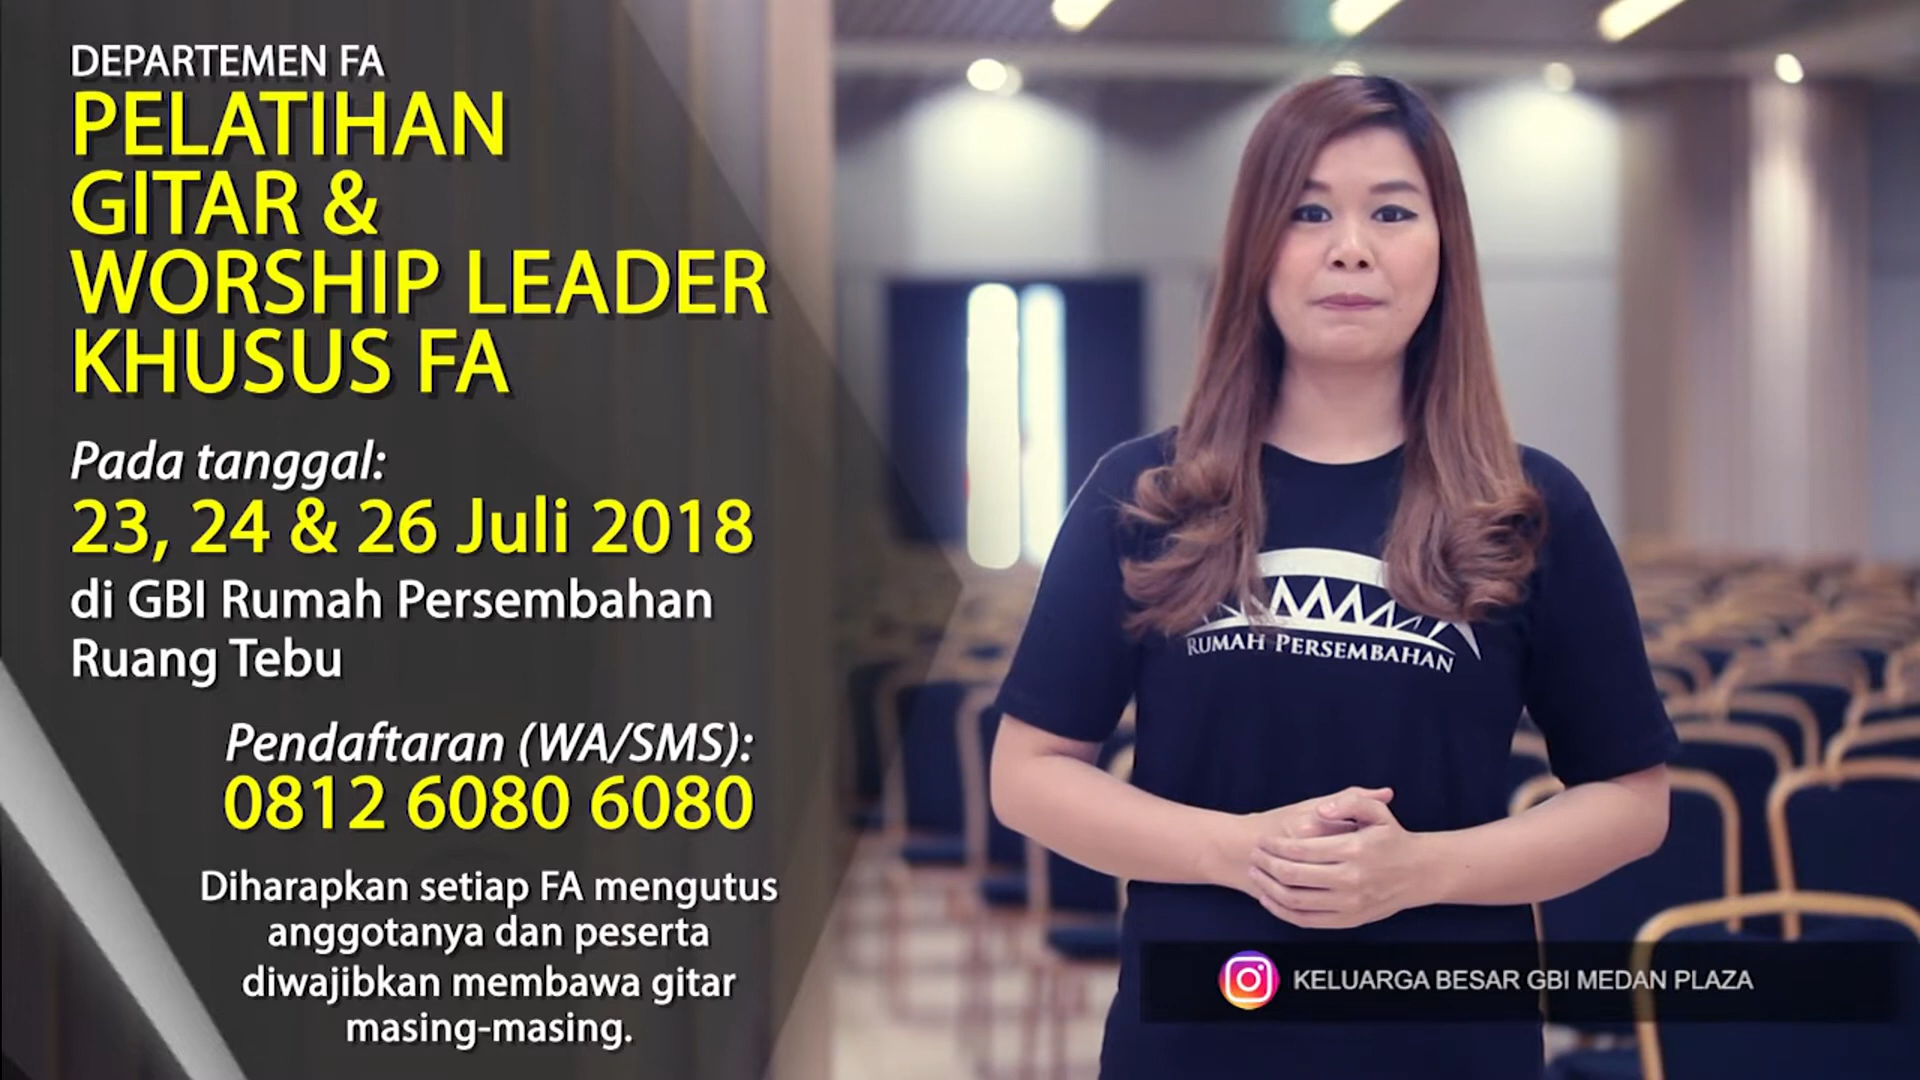 DEPARTEMEN FA
PELATIHAN
GITAR &
WORSHIP LEADER
KHUSUS FA
Pada tanggal:
23, 24 & 26 Juli 2018
di GBI Rumah Persembahan
Ruang Tebu
Pendaftaran (WA/SMS):
0812 6080 6080
Diharapkan setiap FA mengutus
anggotanya dan peserta
diwajibkan membawa gitar
masing-masing.
RUMAH PERSEMBAHAN
KELUARGA BESAR GBI MEDAN PLAZA